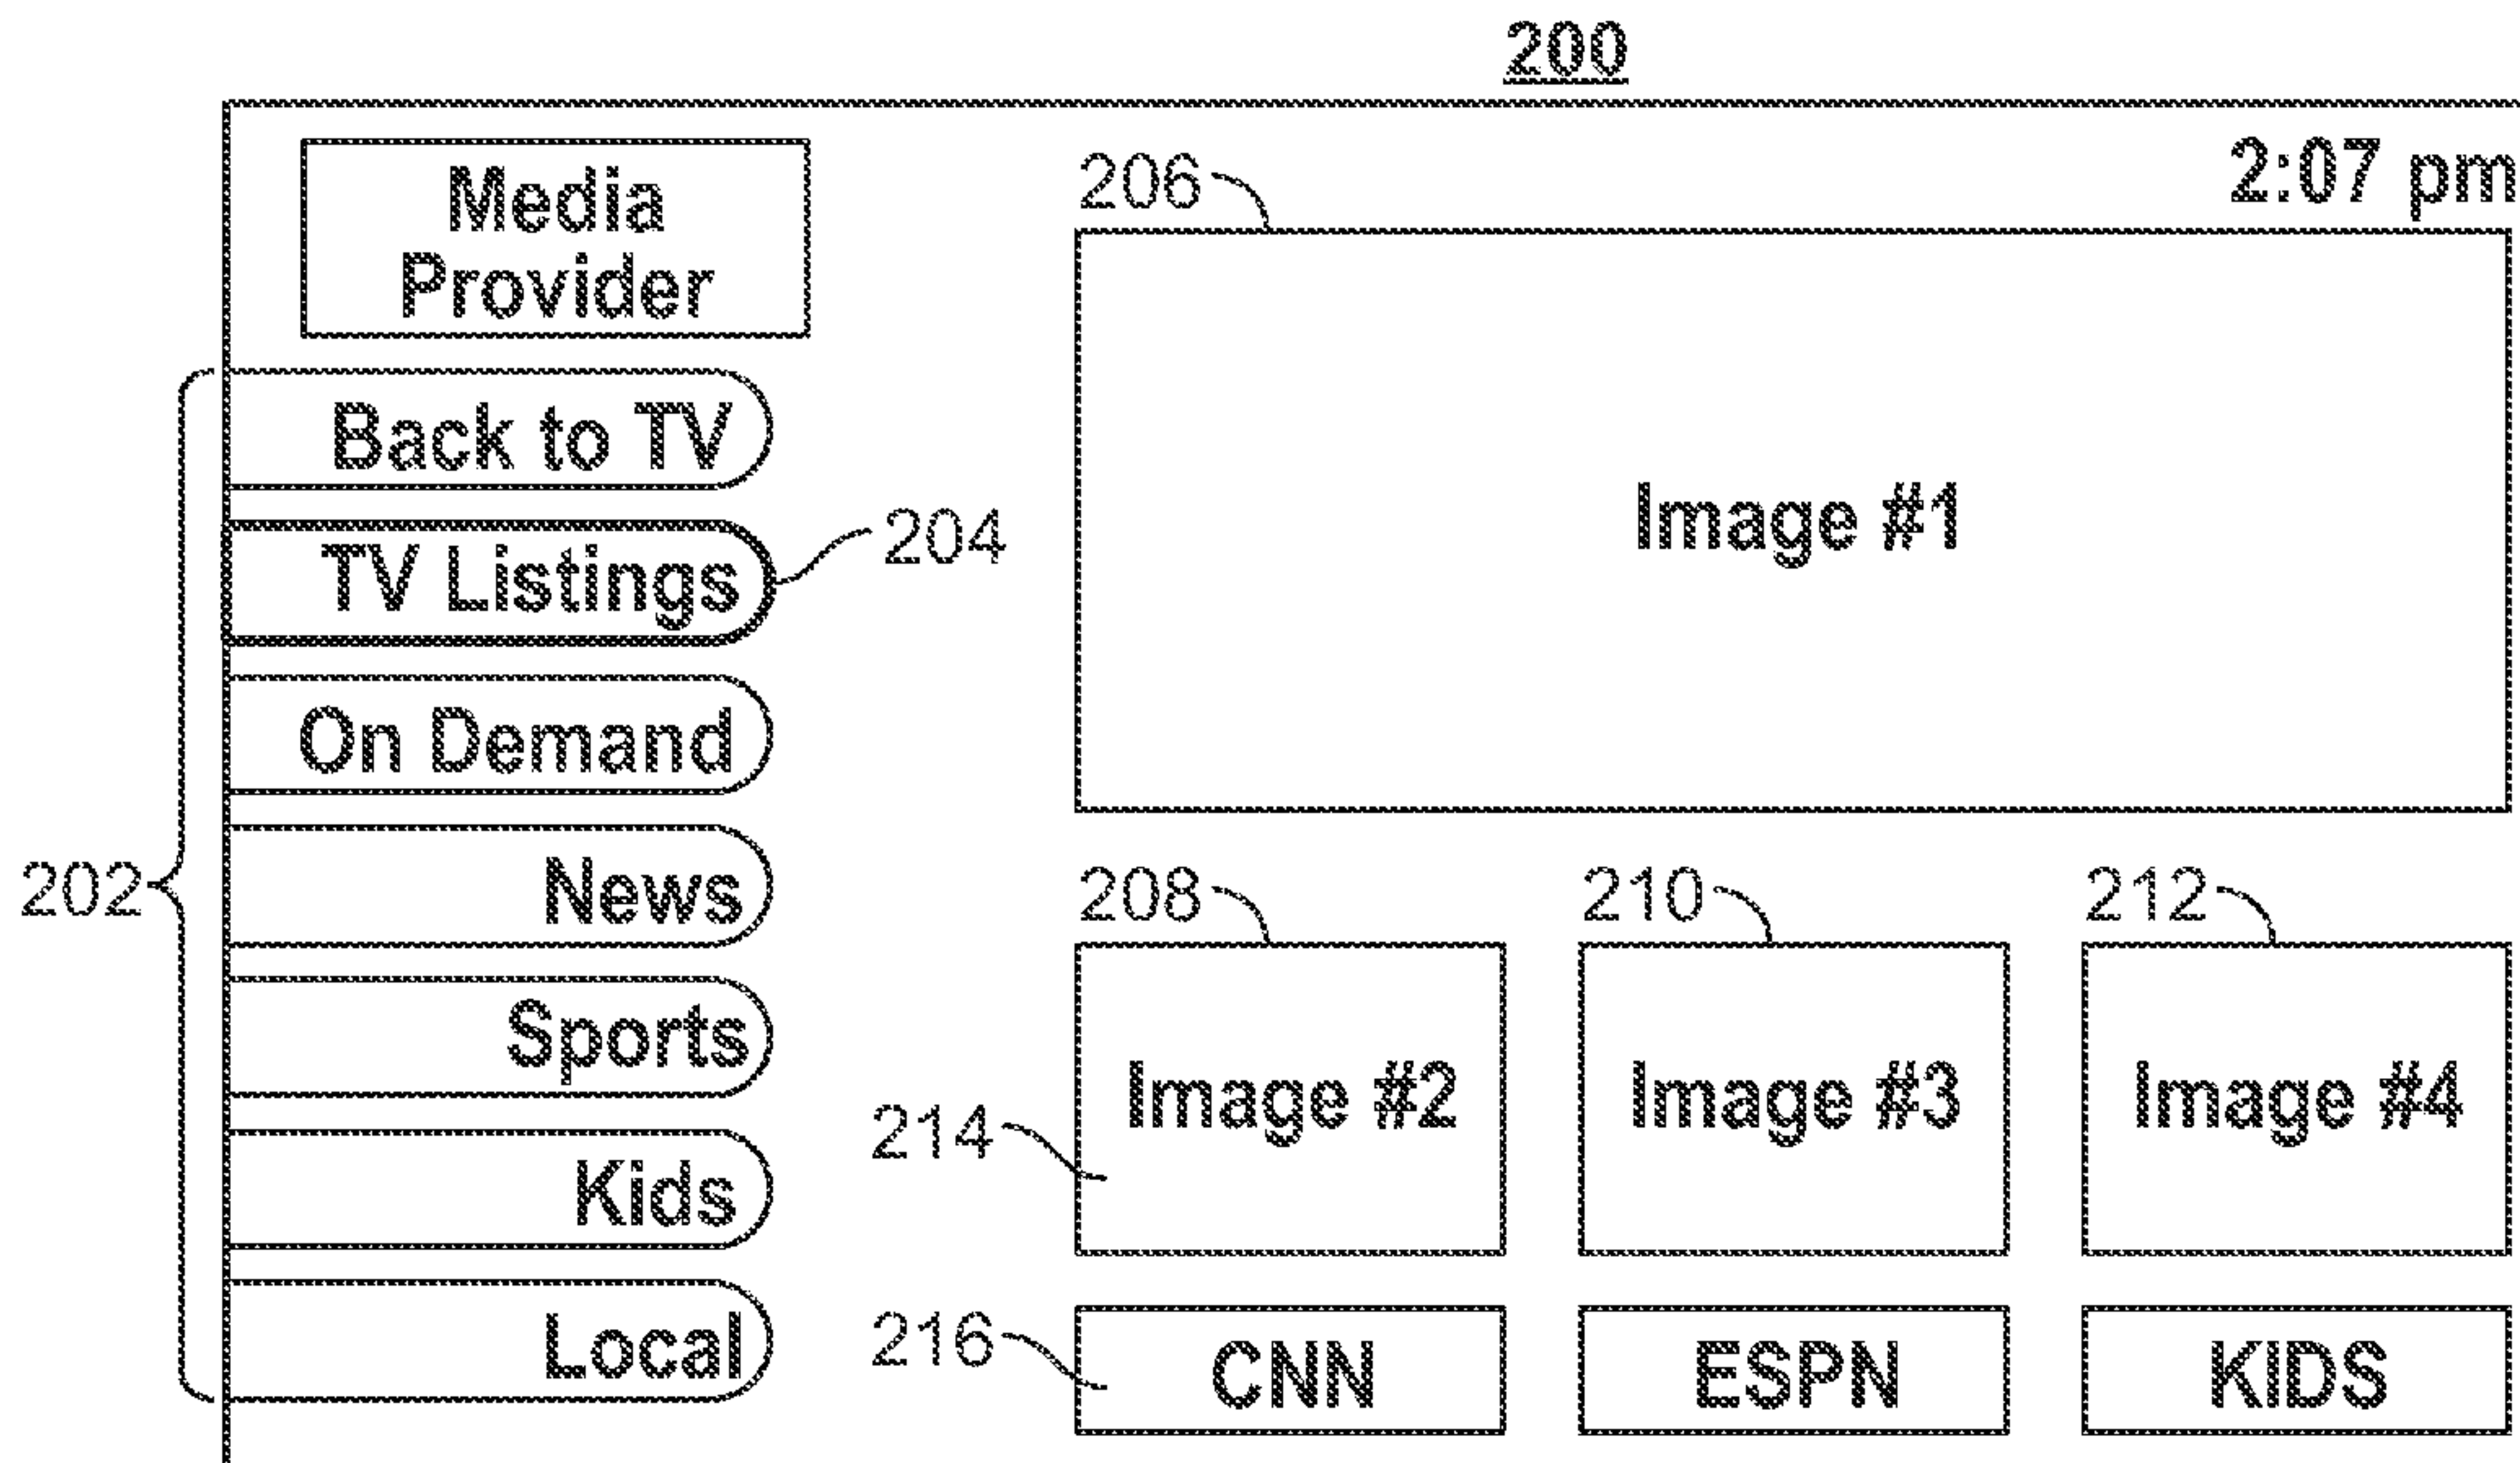 200
2:07 pm
Media
Provider
206
Image #1
Back to TV
TV Listings
204
On Demand
News
202
Sports
Kids
Local
208
210
212
Image #2
Image #3
Image #4
214
216
CNN
ESPN
KIDS